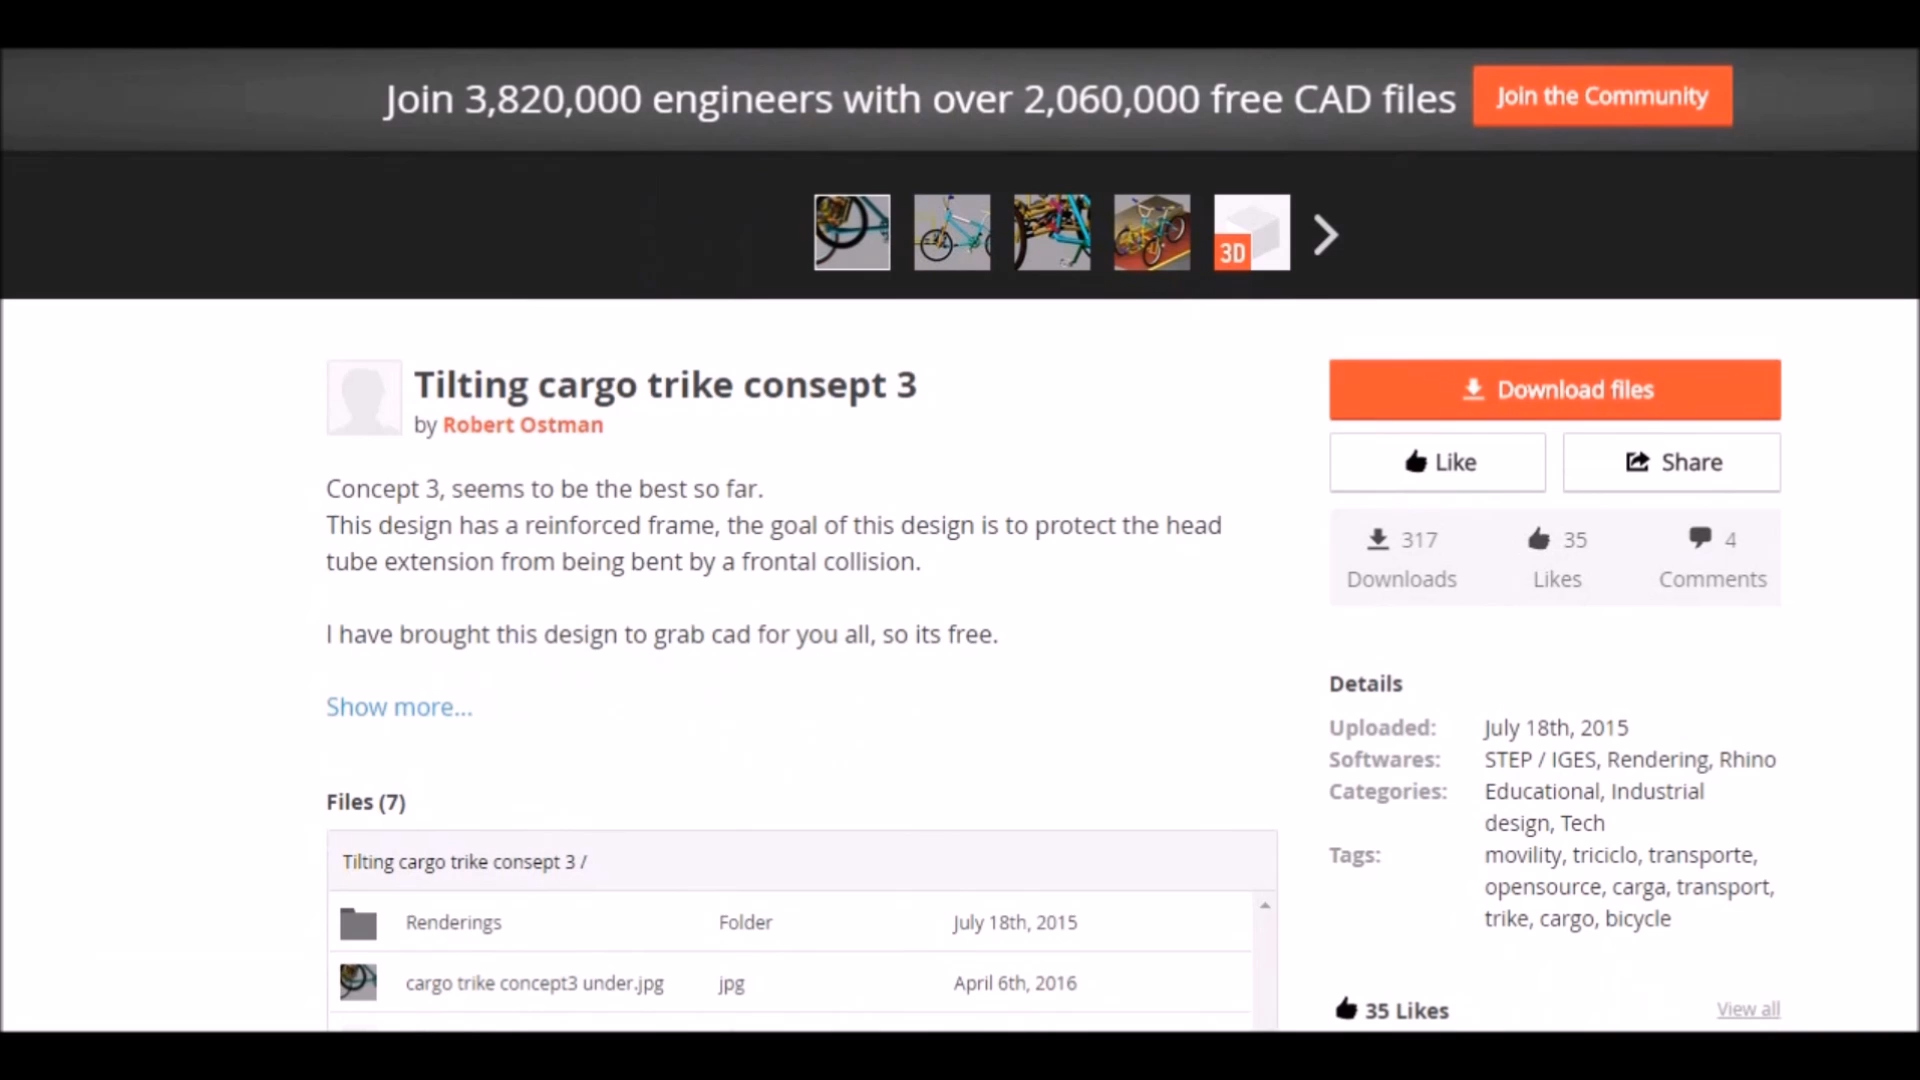 Join 3,820,000 engineers with over 2,060,000 free CAD files
Join the Community
3D
Tilting cargo trike consept 3
by Robert Ostman
Concept 3, seems to be the best so far.
This design has a reinforced frame, the goal of this design is to protect the head
tube extension from being bent by a frontal collision.
I have brought this design to grab cad for you all, so its free.
Show more...
Files (7)
Tilting cargo trike consept 3 /
Renderings Folder July 18th, 2015
cargo trike concept3 under.jpg jpg April 6th, 2016
Download files
Like Share
317 35 4
Downloads Likes Comments
Details
Uploaded: July 18th, 2015
Softwares: STEP / IGES, Rendering, Rhino
Categories: Educational, Industrial
design, Tech
Tags: movility, triciclo, transporte,
opensource, carga, transport,
trike, cargo, bicycle
35 Likes View all